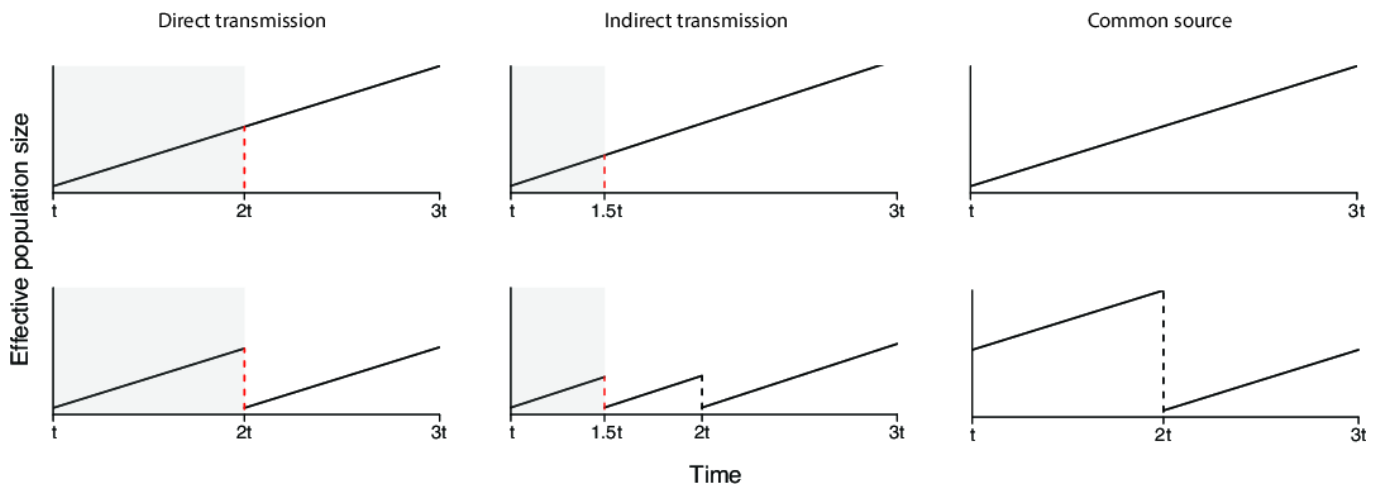 Direct transmission
Indirect transmission
Common source
Effective population size
t 2t 3t
t 1.5t 3t
t 3t
t 2t 3t
t 1.5t 2t 3t
t 2t 3t
Time